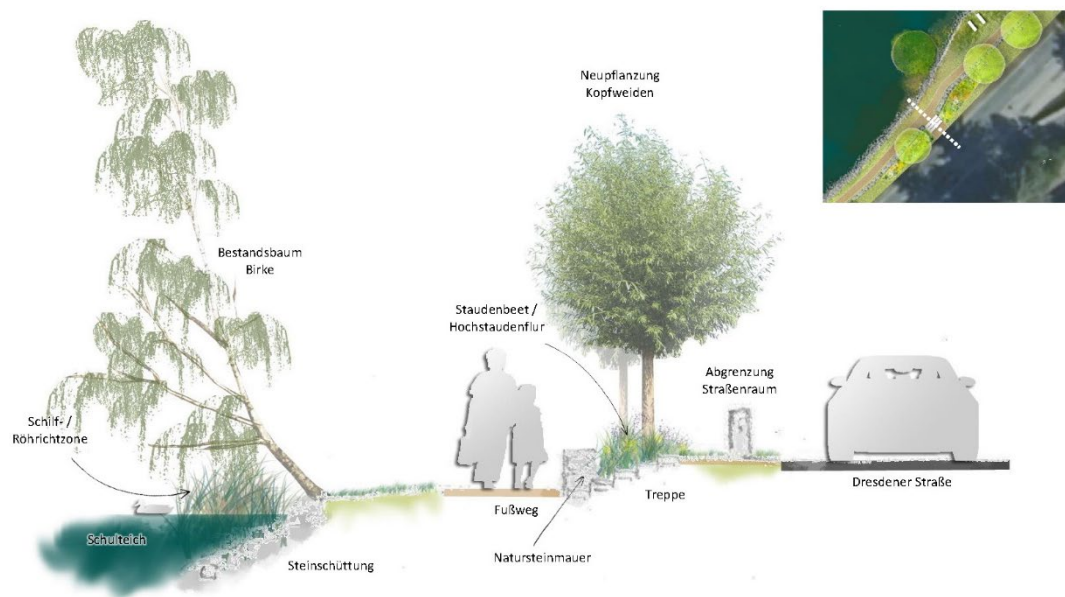 Neupflanzung
Kopfweiden
Bestandsbaum
Birke
Staudenbeet /
Hochstaudenflur
Abgrenzung
Straßenraum
Schilf- /
Röhrichtzone
Schulteich
Steinschüttung
Fußweg
Natursteinmauer
Treppe
Dresdener Straße